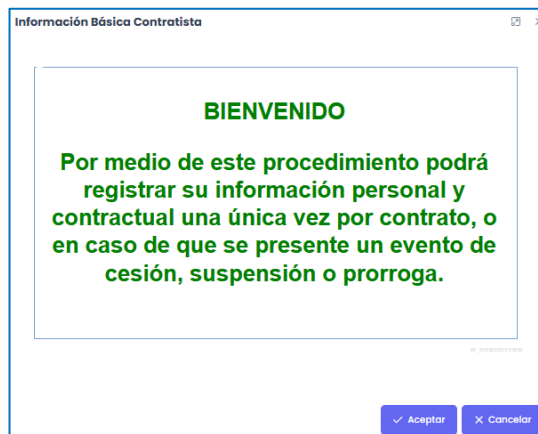 Información Básica Contratista
BIENVENIDO
Por medio de este procedimiento podrá
registrar su información personal y
contractual una única vez por contrato, o
en caso de que se presente un evento de
cesión, suspensión o prorroga.
Aceptar
Cancelar